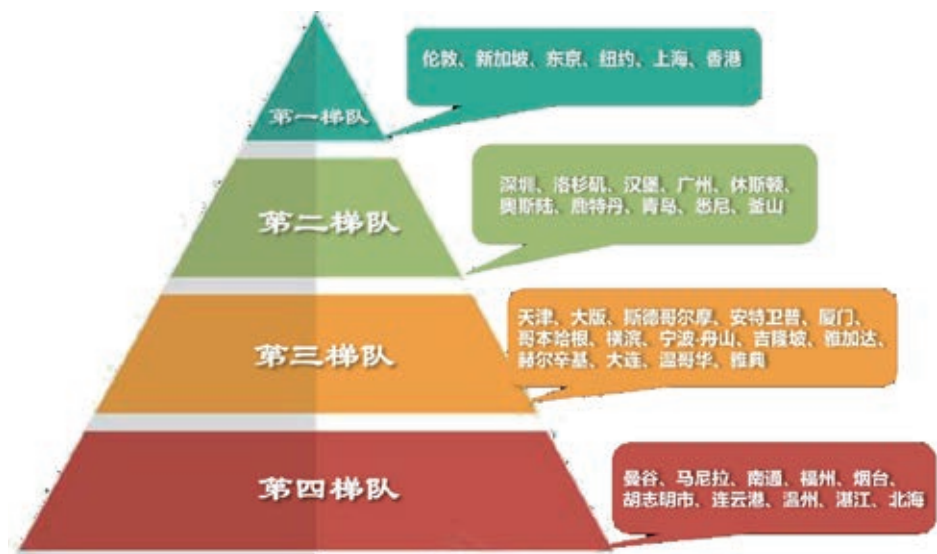 第一梯队
伦敦、新加坡、东京、纽约、上海、香港
第二梯队
深圳、洛杉矶、汉堡、广州、休斯顿、
奥斯陆、鹿特丹、青岛、悉尼、釜山
第三梯队
天津、大版、斯德哥尔摩、安特卫普、厦门、
哥本哈根、横滨、宁波-舟山、吉隆坡、雅加达、
赫尔辛基、大连、温哥华、雅典
第四梯队
曼谷、马尼拉、南通、福州、烟台、
胡志明市、连云港、温州、湛江、北海